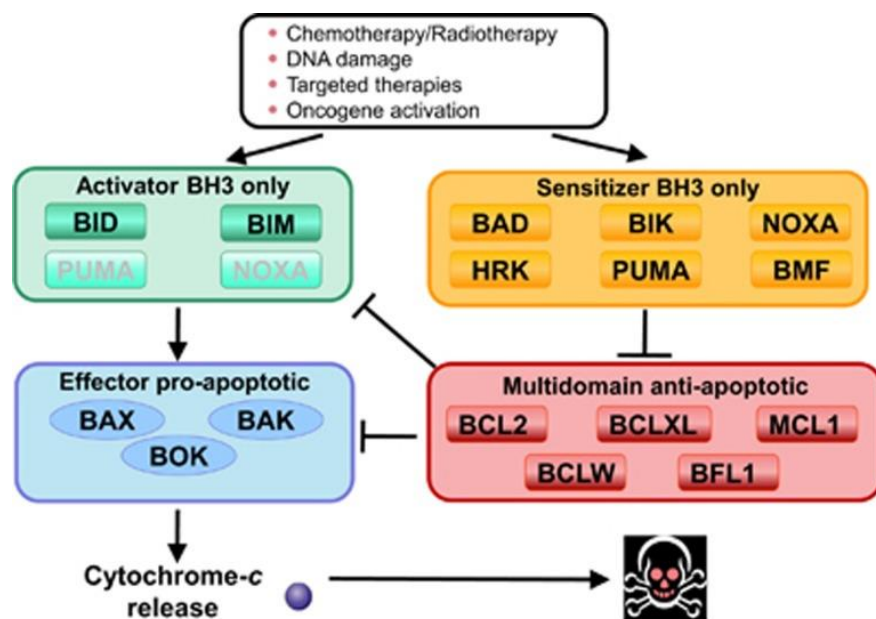 • Chemotherapy/Radiotherapy
• DNA damage
• Targeted therapies
• Oncogene activation
Activator BH3 only
BID BIM
PUMA NOXA
Sensitizer BH3 only
BAD BIK NOXA
HRK PUMA BMF
Effector pro-apoptotic
BAX BAK
BOK
Multidomain anti-apoptotic
BCL2 BCLXL MCL1
BCLW BFL1
Cytochrome-c
release